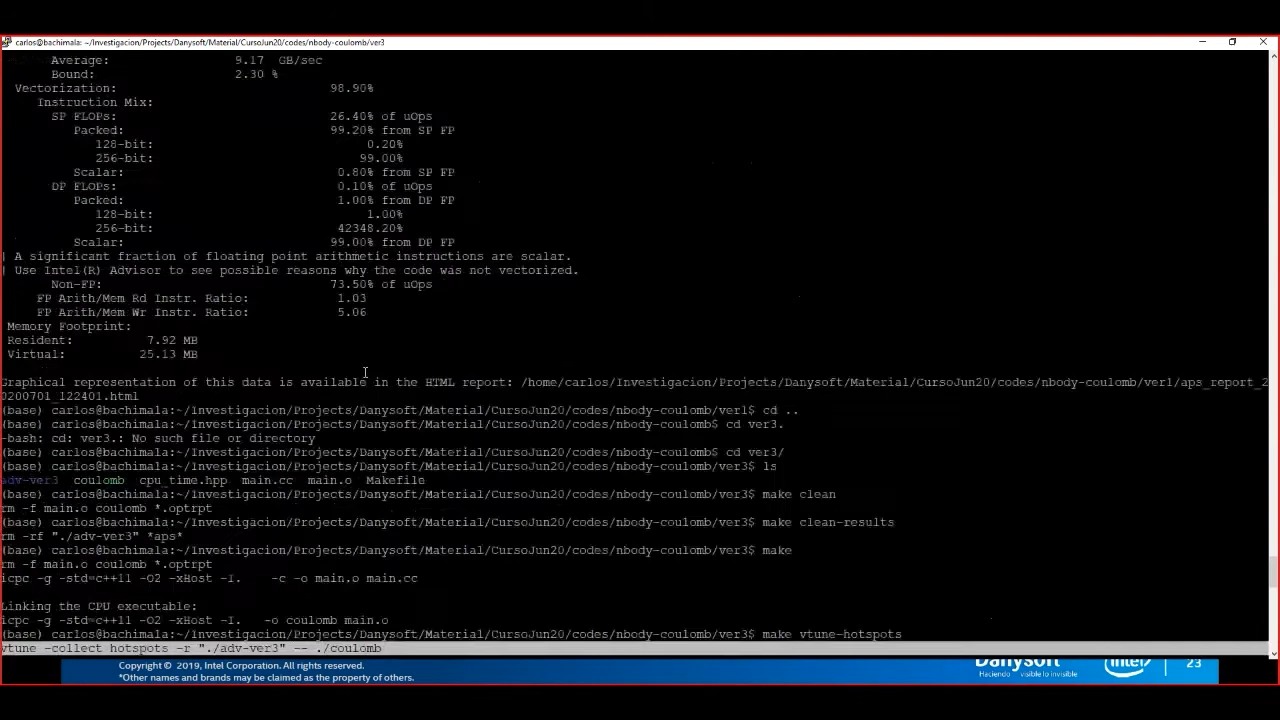 carlos@bachimala: ~/Investigacion/Projects/Danysoft/Material/CursoJun20/codes/nbody-coulomb/ver3
Average: 9.17 GB/sec
Bound: 2.30 %
Vectorization: 98.90%
Instruction Mix:
SP FLOPs: 26.40% of uOps
Packed: 99.20% from SP FP
128-bit: 0.20%
256-bit: 99.00%
Scalar: 0.80% from SP FP
DP FLOPs: 0.10% of uOps
Packed: 1.00% from DP FP
128-bit: 1.00%
256-bit: 42348.20%
Scalar: 99.00% from DP FP
| A significant fraction of floating point arithmetic instructions are scalar.
| Use Intel(R) Advisor to see possible reasons why the code was not vectorized.
Non-FP: 73.50% of uOps
FP Arith/Mem Rd Instr. Ratio: 1.03
FP Arith/Mem Wr Instr. Ratio: 5.06
Memory Footprint:
Resident: 7.92 MB
Virtual: 25.13 MB
Graphical representation of this data is available in the HTML report: /home/carlos/Investigacion/Projects/Danysoft/Material/CursoJun20/codes/nbody-coulomb/ver1/aps_report_2
0200701_122401.html
(base) carlos@bachimala:~/Investigacion/Projects/Danysoft/Material/CursoJun20/codes/nbody-coulomb/ver1$ cd ..
(base) carlos@bachimala:~/Investigacion/Projects/Danysoft/Material/CursoJun20/codes/nbody-coulomb$ cd ver3.
-bash: cd: ver3.: No such file or directory
(base) carlos@bachimala:~/Investigacion/Projects/Danysoft/Material/CursoJun20/codes/nbody-coulomb$ cd ver3/
(base) carlos@bachimala:~/Investigacion/Projects/Danysoft/Material/CursoJun20/codes/nbody-coulomb/ver3$ ls
adv-ver3 coulomb cpu_time.hpp main.cc main.o Makefile
(base) carlos@bachimala:~/Investigacion/Projects/Danysoft/Material/CursoJun20/codes/nbody-coulomb/ver3$ make clean
rm -f main.o coulomb *.optrpt
(base) carlos@bachimala:~/Investigacion/Projects/Danysoft/Material/CursoJun20/codes/nbody-coulomb/ver3$ make clean-results
rm -rf "./adv-ver3" *aps*
(base) carlos@bachimala:~/Investigacion/Projects/Danysoft/Material/CursoJun20/codes/nbody-coulomb/ver3$ make
rm -f main.o coulomb *.optrpt
icpc -g -std=c++11 -O2 -xHost -I. -c -o main.o main.cc
Linking the CPU executable:
icpc -g -std=c++11 -O2 -xHost -I. -o coulomb main.o
(base) carlos@bachimala:~/Investigacion/Projects/Danysoft/Material/CursoJun20/codes/nbody-coulomb/ver3$ make vtune-hotspots
vtune -collect hotspots -r "./adv-ver3" -- ./coulomb
Copyright © 2019, Intel Corporation. All rights reserved.
*Other names and brands may be claimed as the property of others.
Danysoft
Haciendo visible lo invisible
intel
23